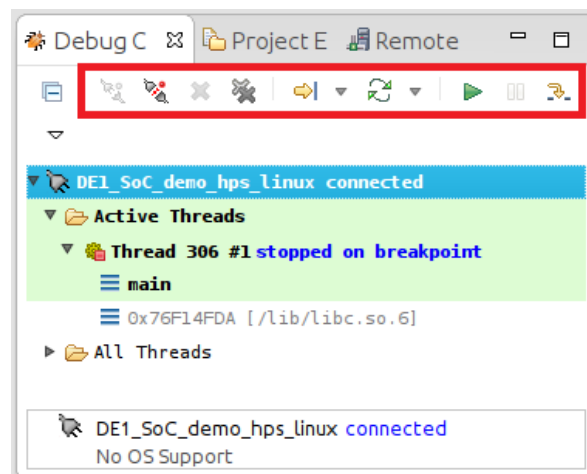 Debug C Project E Remote
DE1_SoC_demo_hps_linux connected
Active Threads
Thread 306 #1 stopped on breakpoint
main
0x76F14FDA [/lib/libc.so.6]
All Threads
DE1_SoC_demo_hps_linux connected
No OS Support